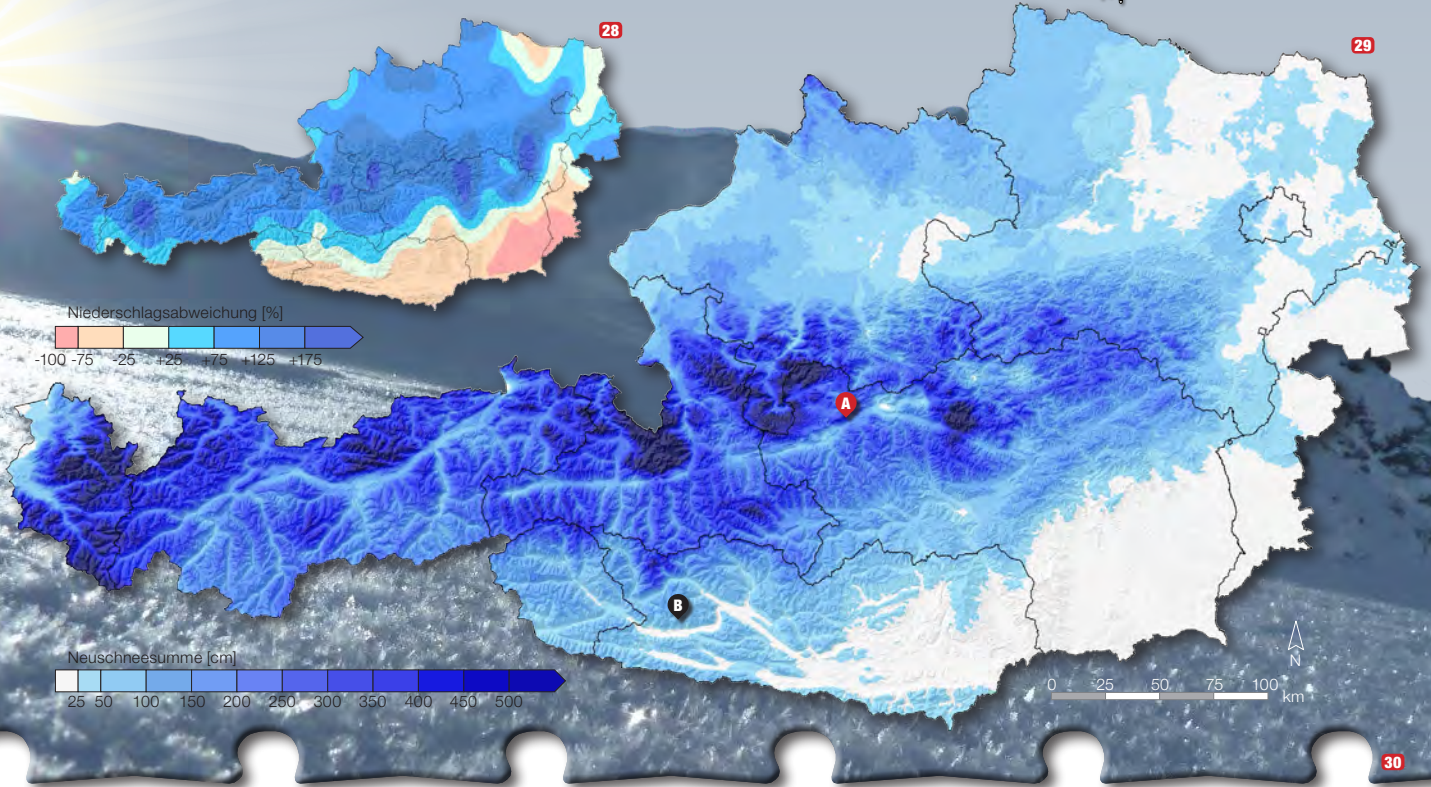 28
29
Niederschlagsabweichung [%]
-100 -75 -25 +25 +75 +125 +175
A
B
Neuschneesumme [cm]
25 50 100 150 200 250 300 350 400 450 500
N
0 25 50 75 100 km
30